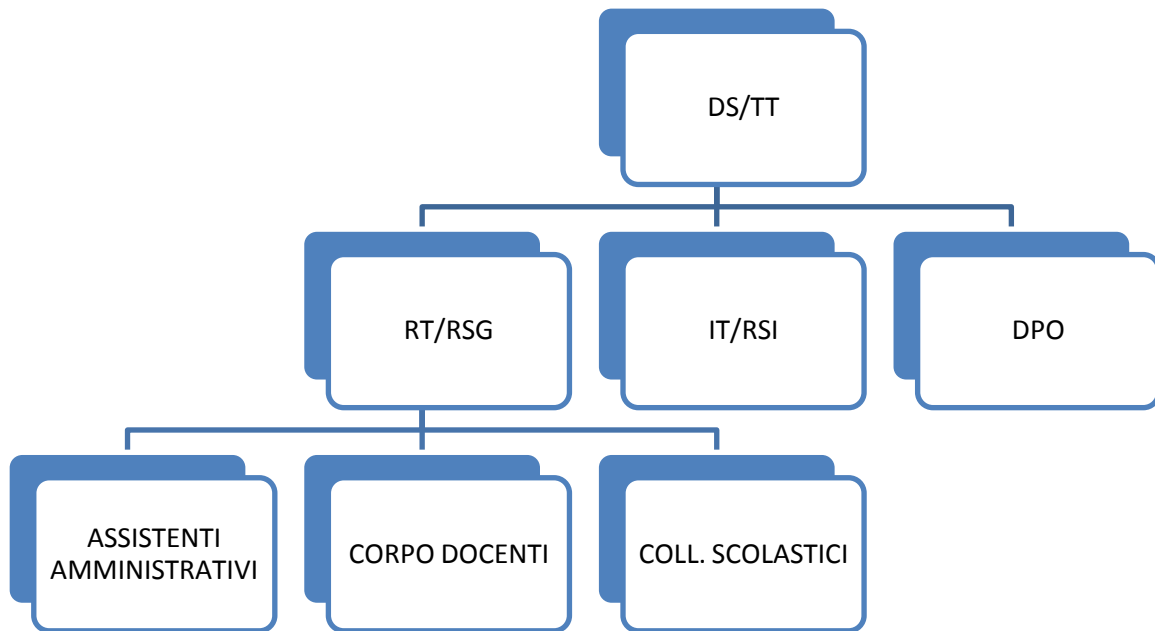 DS/TT
RT/RSG
IT/RSI
DPO
ASSISTENTI
AMMINISTRATIVI
CORPO DOCENTI
COLL. SCOLASTICI